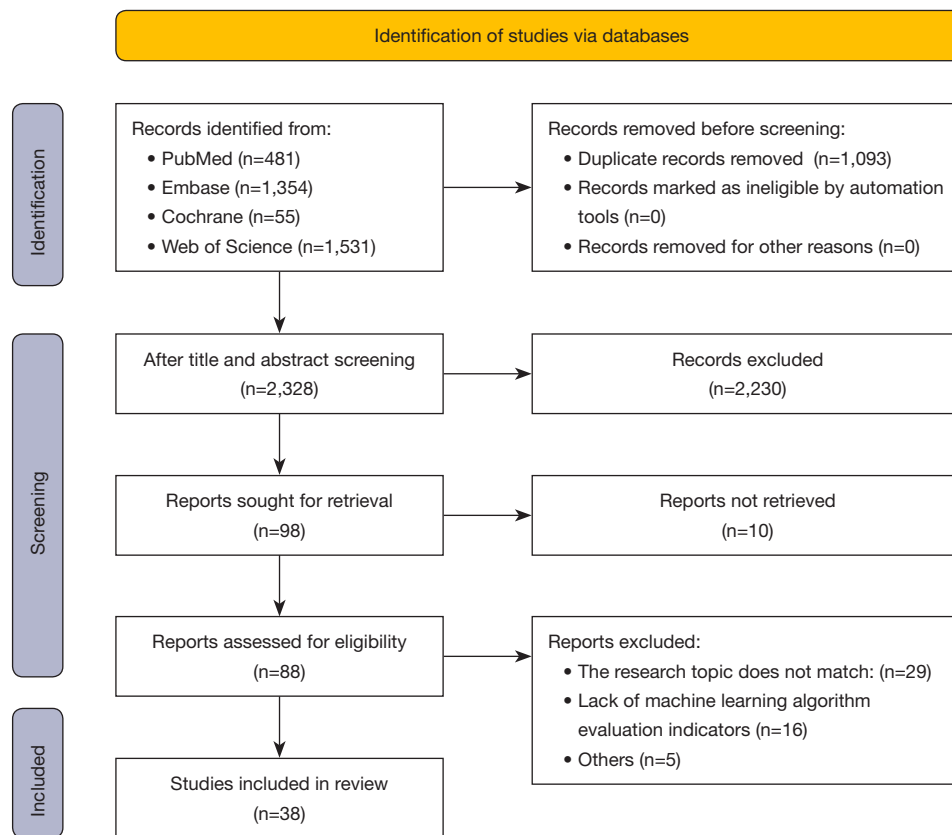 Identification of studies via databases
Identification
Records identified from:
• PubMed (n=481)
• Embase (n=1,354)
• Cochrane (n=55)
• Web of Science (n=1,531)
Records removed before screening:
• Duplicate records removed (n=1,093)
• Records marked as ineligible by automation
tools (n=0)
• Records removed for other reasons (n=0)
Screening
After title and abstract screening
(n=2,328)
Records excluded
(n=2,230)
Reports sought for retrieval
(n=98)
Reports not retrieved
(n=10)
Reports assessed for eligibility
(n=88)
Reports excluded:
• The research topic does not match: (n=29)
• Lack of machine learning algorithm
evaluation indicators (n=16)
• Others (n=5)
Included
Studies included in review
(n=38)